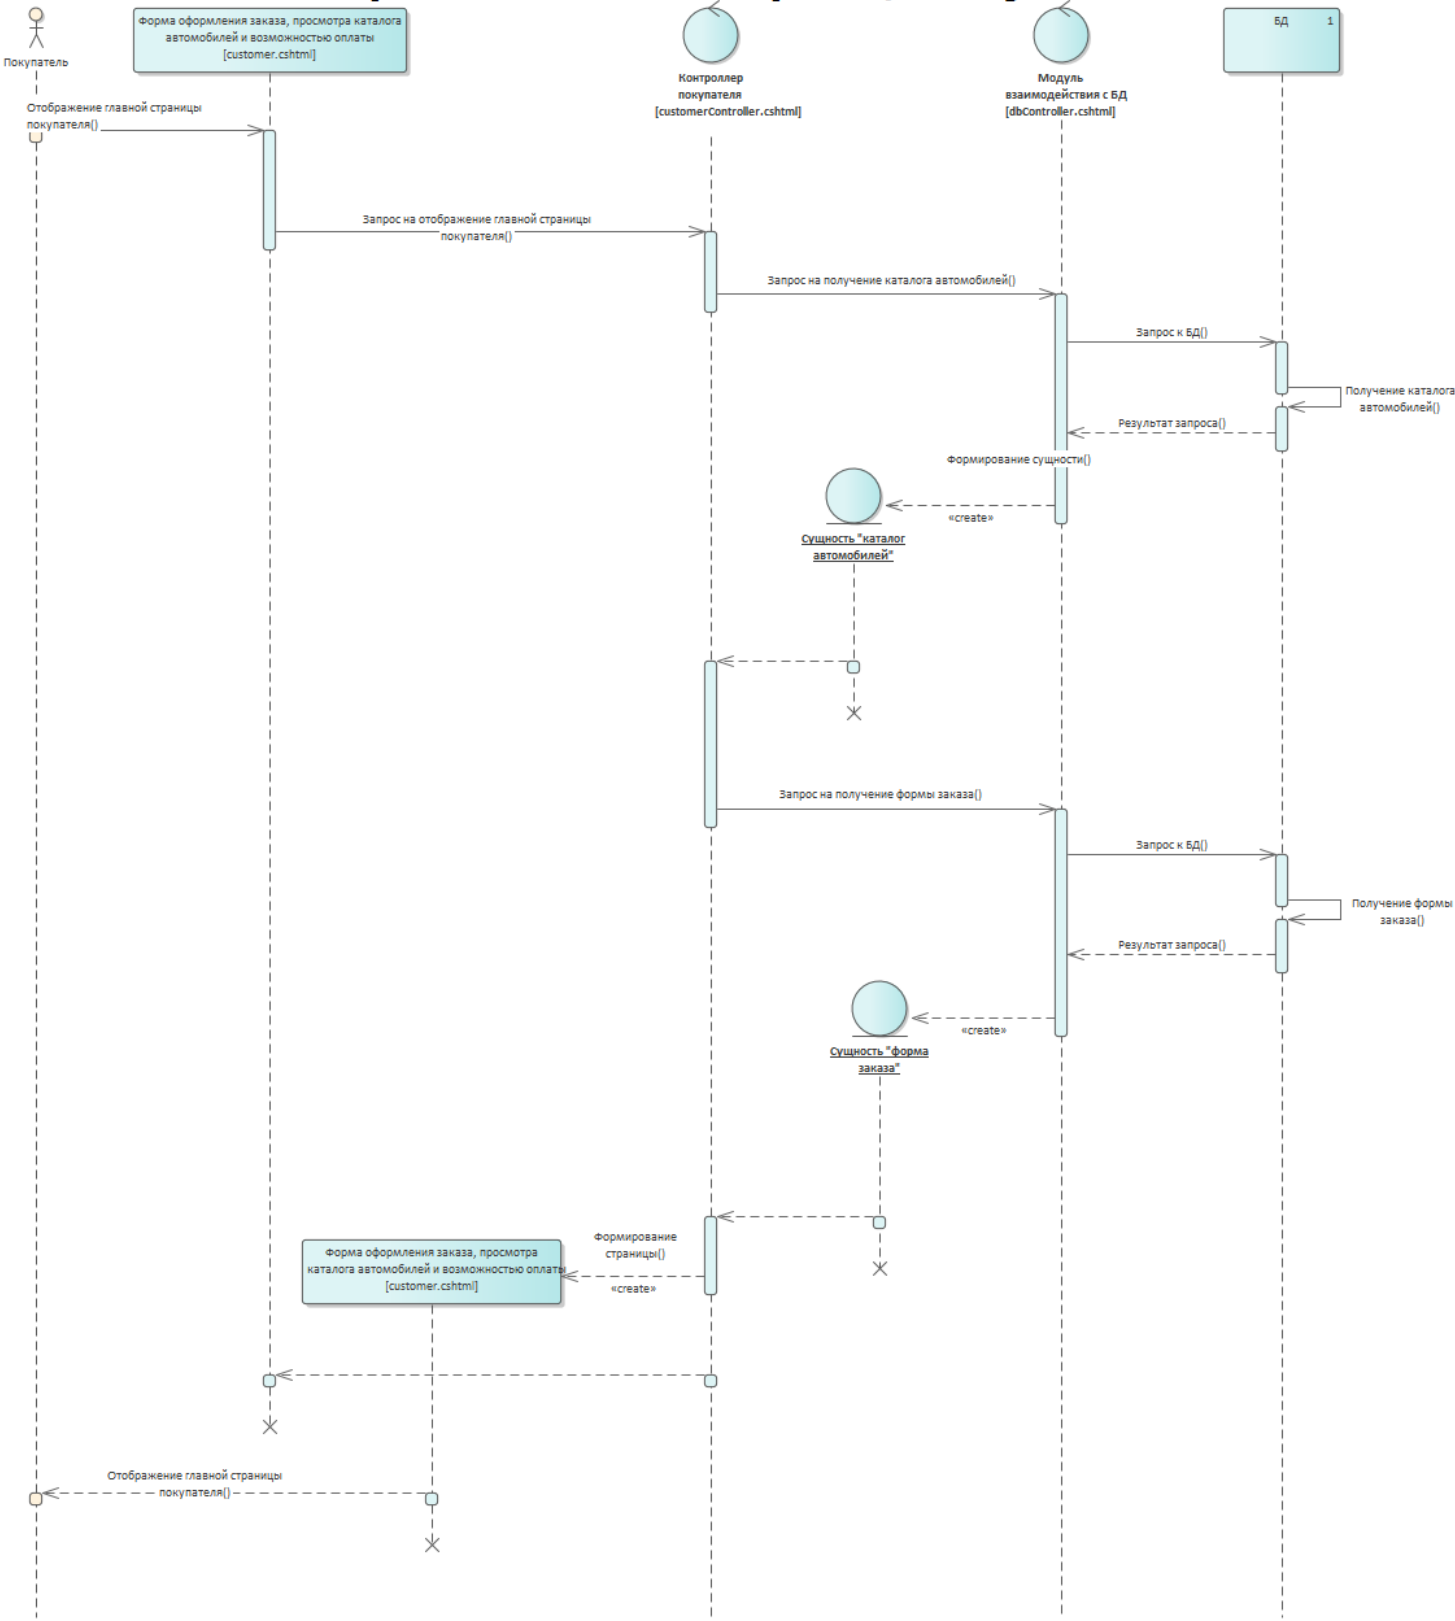 Покупатель
Форма оформления заказа, просмотра каталога
автомобилей и возможностью оплаты
[customer.cshtml]
Контроллер
покупателя
[customerController.cshtml]
Модуль
взаимодействия с БД
[dbController.cshtml]
БД 1
Отображение главной страницы
покупателя()
Запрос на отображение главной страницы
покупателя()
Запрос на получение каталога автомобилей()
Запрос к БД()
Получение каталога
автомобилей()
Результат запроса()
Формирование сущности()
«create»
Сущность "каталог
автомобилей"
Запрос на получение формы заказа()
Запрос к БД()
Получение формы
заказа()
Результат запроса()
«create»
Сущность "форма
заказа"
Формирование
страницы()
«create»
Форма оформления заказа, просмотра
каталога автомобилей и возможностью оплаты
[customer.cshtml]
Отображение главной страницы
покупателя()